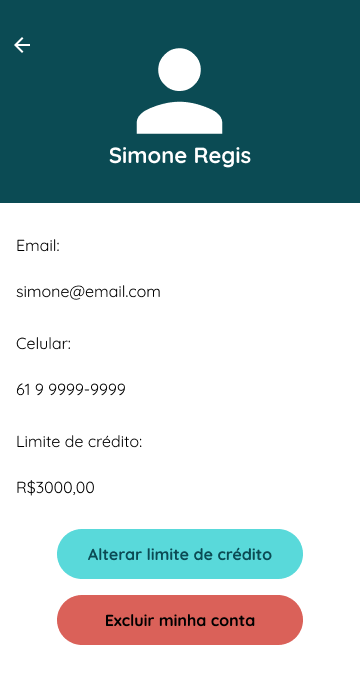 Simone Regis
Email:
simone@email.com
Celular:
61 9 9999-9999
Limite de crédito:
R$3000,00
Alterar limite de crédito
Excluir minha conta